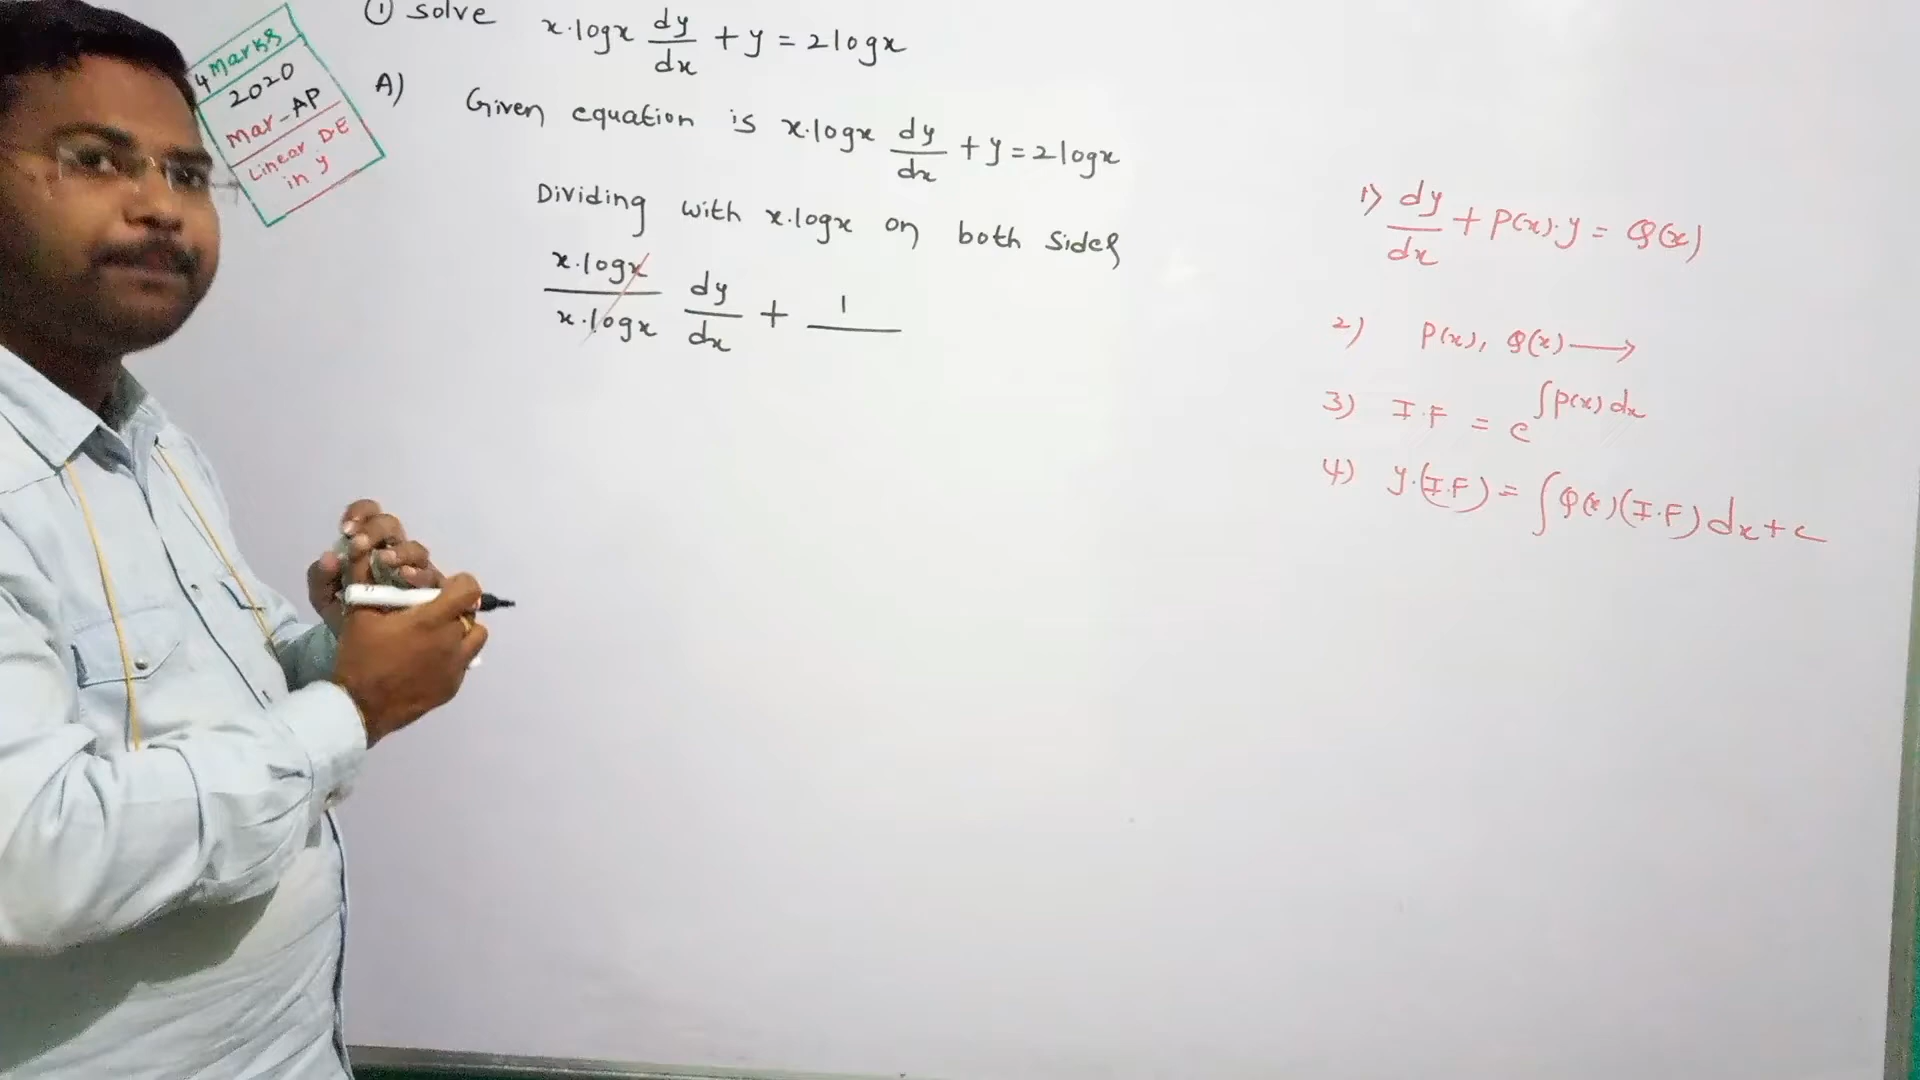 ① Solve x·logx dy/dx + y = 2logx
4 Marks
2020
Mar-AP
Linear DE
in y
A) Given equation is x·logx dy/dx + y = 2logx
Dividing with x·logx on both sides
x·logx/x·logx dy/dx + 1/
1) dy/dx + P(x)·y = Q(x)
2) P(x), Q(x) →
3) I·F = e^∫P(x)dx
4) y·(I·F) = ∫Q(x)(I·F)dx + c